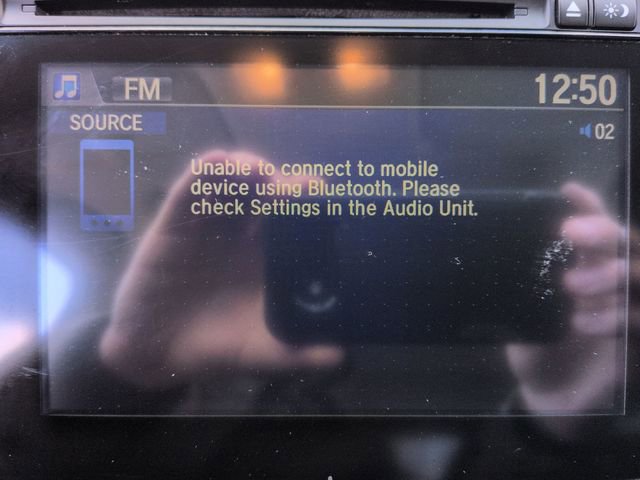 FM
12:50
SOURCE
02
Unable to connect to mobile
device using Bluetooth. Please
check Settings in the Audio Unit.